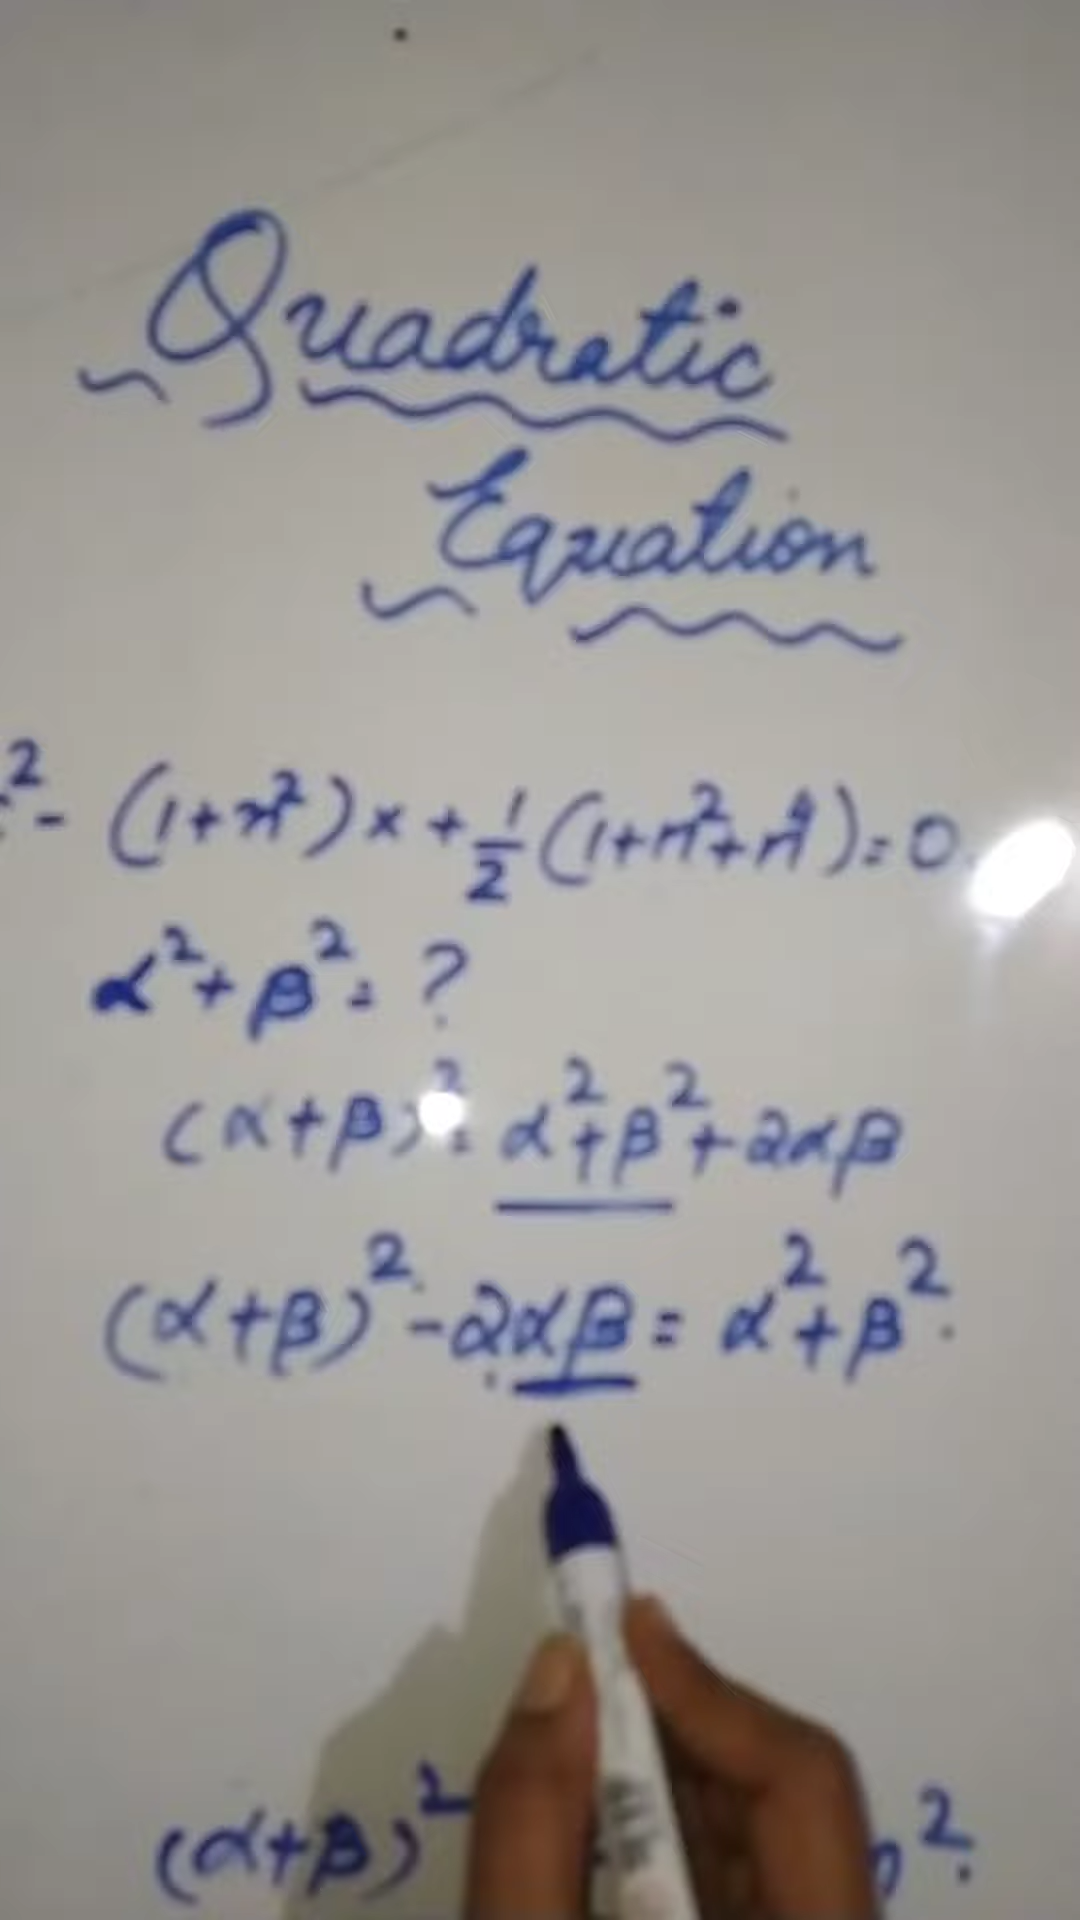 Quadratic
Equation
² - (1+n²)x + 1/2 (1+n²+n⁴) = 0
α² + β² = ?
(α+β)² = α²+β²+2αβ
(α+β)² - 2αβ = α²+β².
(α+β)² ².